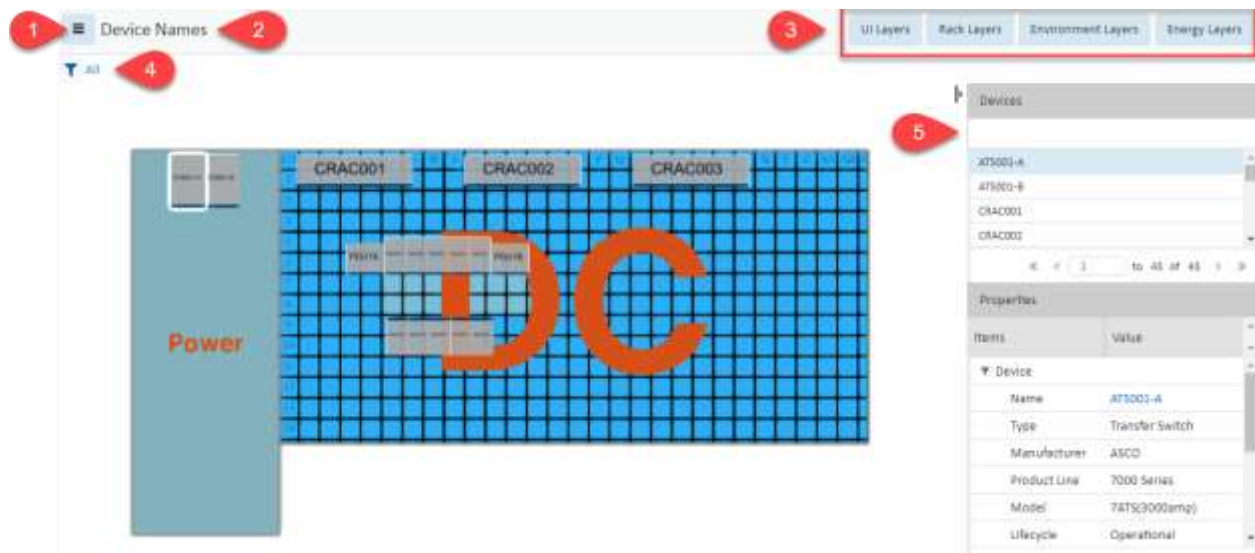 1
Device Names
2
3
UI Layers
Rack Layers
Environment Layers
Energy Layers
All
4
Devices
5
ATS001-A
ATS001-B
CRAC001
CRAC002
1 to 45 of 45
Properties
Items
Value
Device
Name
ATS001-A
Type
Transfer Switch
Manufacturer
ASCO
Product Line
7000 Series
Model
7ATS(3000amp)
Lifecycle
Operational
CRAC001
CRAC002
CRAC003
DC
Power